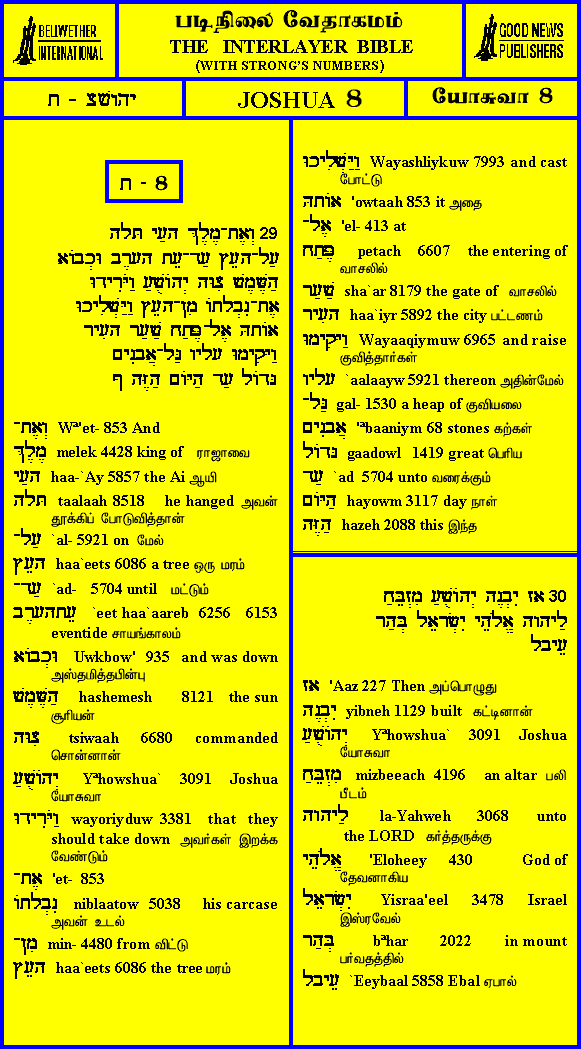 BELLWETHER
INTERNATIONAL
படிநிலை வேதாகமம்
THE INTERLAYER BIBLE
(WITH STRONG'S NUMBERS)
GOOD NEWS
PUBLISHERS
JOSHUA 8
யோசுவா 8
ח - 8
29 וְאֶת־מֶלֶךְ הָעַי תָּלָה
עַל־הָעֵץ עַד־עֵת הָעָרֶב וּכְבוֹא
הַשֶּׁמֶשׁ צִוָּה יְהוֹשֻׁעַ וַיֹּרִידוּ
אֶת־נִבְלָתוֹ מִן־הָעֵץ וַיַּשְׁלִיכוּ
אוֹתָהּ אֶל־פֶּתַח שַׁעַר הָעִיר
וַיָּקִימוּ עָלָיו גַּל־אֲבָנִים
גָּדוֹל עַד הַיּוֹם הַזֶּה ף
וְאֶת־ Wª'et- 853 And
מֶלֶךְ melek 4428 king of ராஜாவை
הָעַי haa-`Ay 5857 the Ai ஆயி
תָּלָה taalaah 8518 he hanged அவன்
தூக்கிப் போடுவித்தான்
עַל־ `al- 5921 on மேல்
הָעֵץ haa`eets 6086 a tree ஒரு மரம்
עַד־ `ad- 5704 until மட்டும்
עֵתהָעֶרֶב `eet haa`aareb 6256 6153
eventide சாயங்காலம்
וּכְבוֹא Uwkbow' 935 and was down
அஸ்தமித்தபின்பு
הַשֶּׁמֶשׁ hashemesh 8121 the sun
சூரியன்
צִוָּה tsiwaah 6680 commanded
சொன்னான்
יְהוֹשֻׁעַ Yªhowshua` 3091 Joshua
யோசுவா
וַיֹּרִידוּ wayoriyduw 3381 that they
should take down அவர்கள் இறக்க
வேண்டும்
אֶת־ 'et- 853
נִבְלָתוֹ niblaatow 5038 his carcase
அவன் உடல்
מִן־ min- 4480 from விட்டு
הָעֵץ haa`eets 6086 the tree மரம்
וַיַּשְׁלִיכוּ Wayashliykuw 7993 and cast
போட்டு
אוֹתָהּ 'owtaah 853 it அதை
אֶל־ 'el- 413 at
פֶּתַח petach 6607 the entering of
வாசலில்
שַׁעַר sha`ar 8179 the gate of வாசலில்
הָעִיר haa`iyr 5892 the city பட்டணம்
וַיָּקִימוּ Wayaaqiymuw 6965 and raise
குவித்தார்கள்
עָלָיו `aalaayw 5921 thereon அதின்மேல்
גַּל־ gal- 1530 a heap of குவியலை
אֲבָנִים 'ªbaaniym 68 stones கற்கள்
גָּדוֹל gaadowl 1419 great பெரிய
עַד `ad 5704 unto வரைக்கும்
הַיּוֹם hayowm 3117 day நாள்
הַזֶּה hazeh 2088 this இந்த
30 אז יִבְנֶה יְהוֹשֻׁעַ מִזְבֵּחַ
לַיהוה אֱלֹהֵי יִשְׂרָאֵל בְּהַר
עֵיבָל
אז 'Aaz 227 Then அப்பொழுது
יִבְנֶה yibneh 1129 built கட்டினான்
יְהוֹשֻׁעַ Yªhowshua` 3091 Joshua
யோசுவா
מִזְבֵּחַ mizbeeach 4196 an altar பலி
பீடம்
לַיהוה la-Yahweh 3068 unto
the LORD கர்த்தருக்கு
אֱלֹהֵי 'Eloheey 430 God of
தேவனாகிய
יִשְׂרָאֵל Yisraa'eel 3478 Israel
இஸ்ரவேல்
בְּהַר bªhar 2022 in mount
பர்வதத்தில்
עֵיבָל `Eeybaal 5858 Ebal ஏபால்